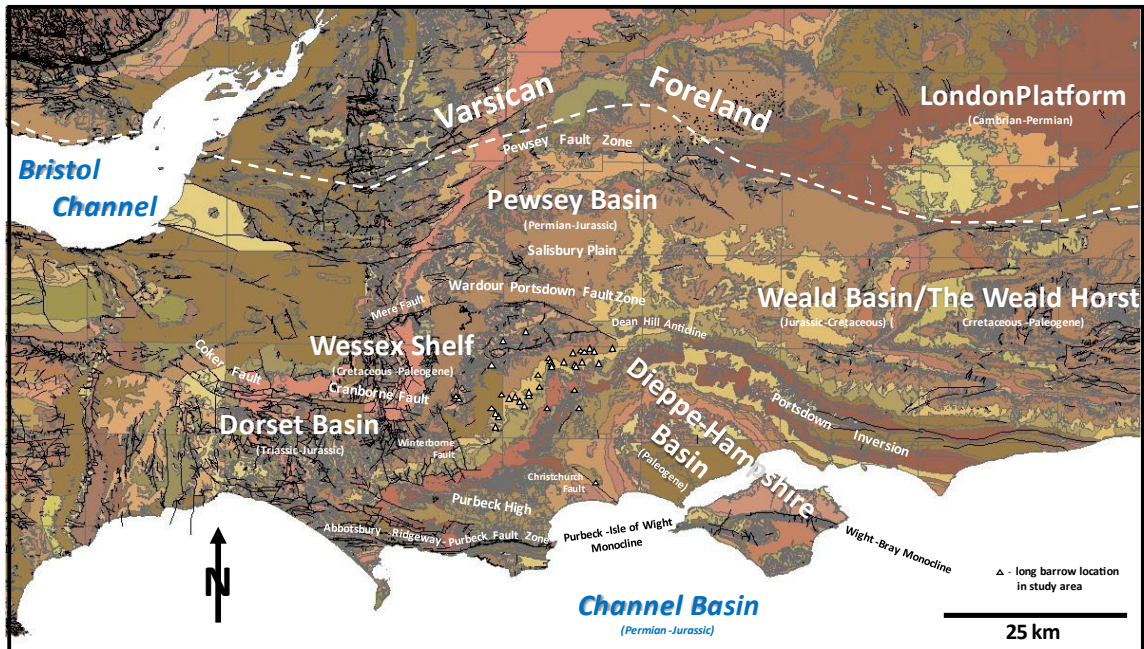 Varsican
Foreland
LondonPlatform
(Cambrian-Permian)
Pewsey Fault Zone
Bristol
Channel
Pewsey Basin
(Permian-Jurassic)
Salisbury Plain
Wardour Portsdown Fault Zone
Mere Fault
Weald Basin/The Weald Horst
(Jurassic-Cretaceous) ( Crretaceous -Paleogene)
Dean Hill Antidine
Wessex Shelf
(Cretaceous -Paleogene)
Coker Fault
Cranborne Fault
Dorset Basin
(Triassic-Jurassic)
Winterborne
Fault
Dieppe-Hampshire
Basin
(Paleogene)
Portsdown Inversion
Christchurch
Fault
Purbeck High
Abbotsbury -Ridgeway-Purbeck Fault Zone
Purbeck -Isle of Wight
Monocline
Wight -Bray Monocline
N
- long barrow location
in study area
Channel Basin
(Permian -Jurassic)
25 km